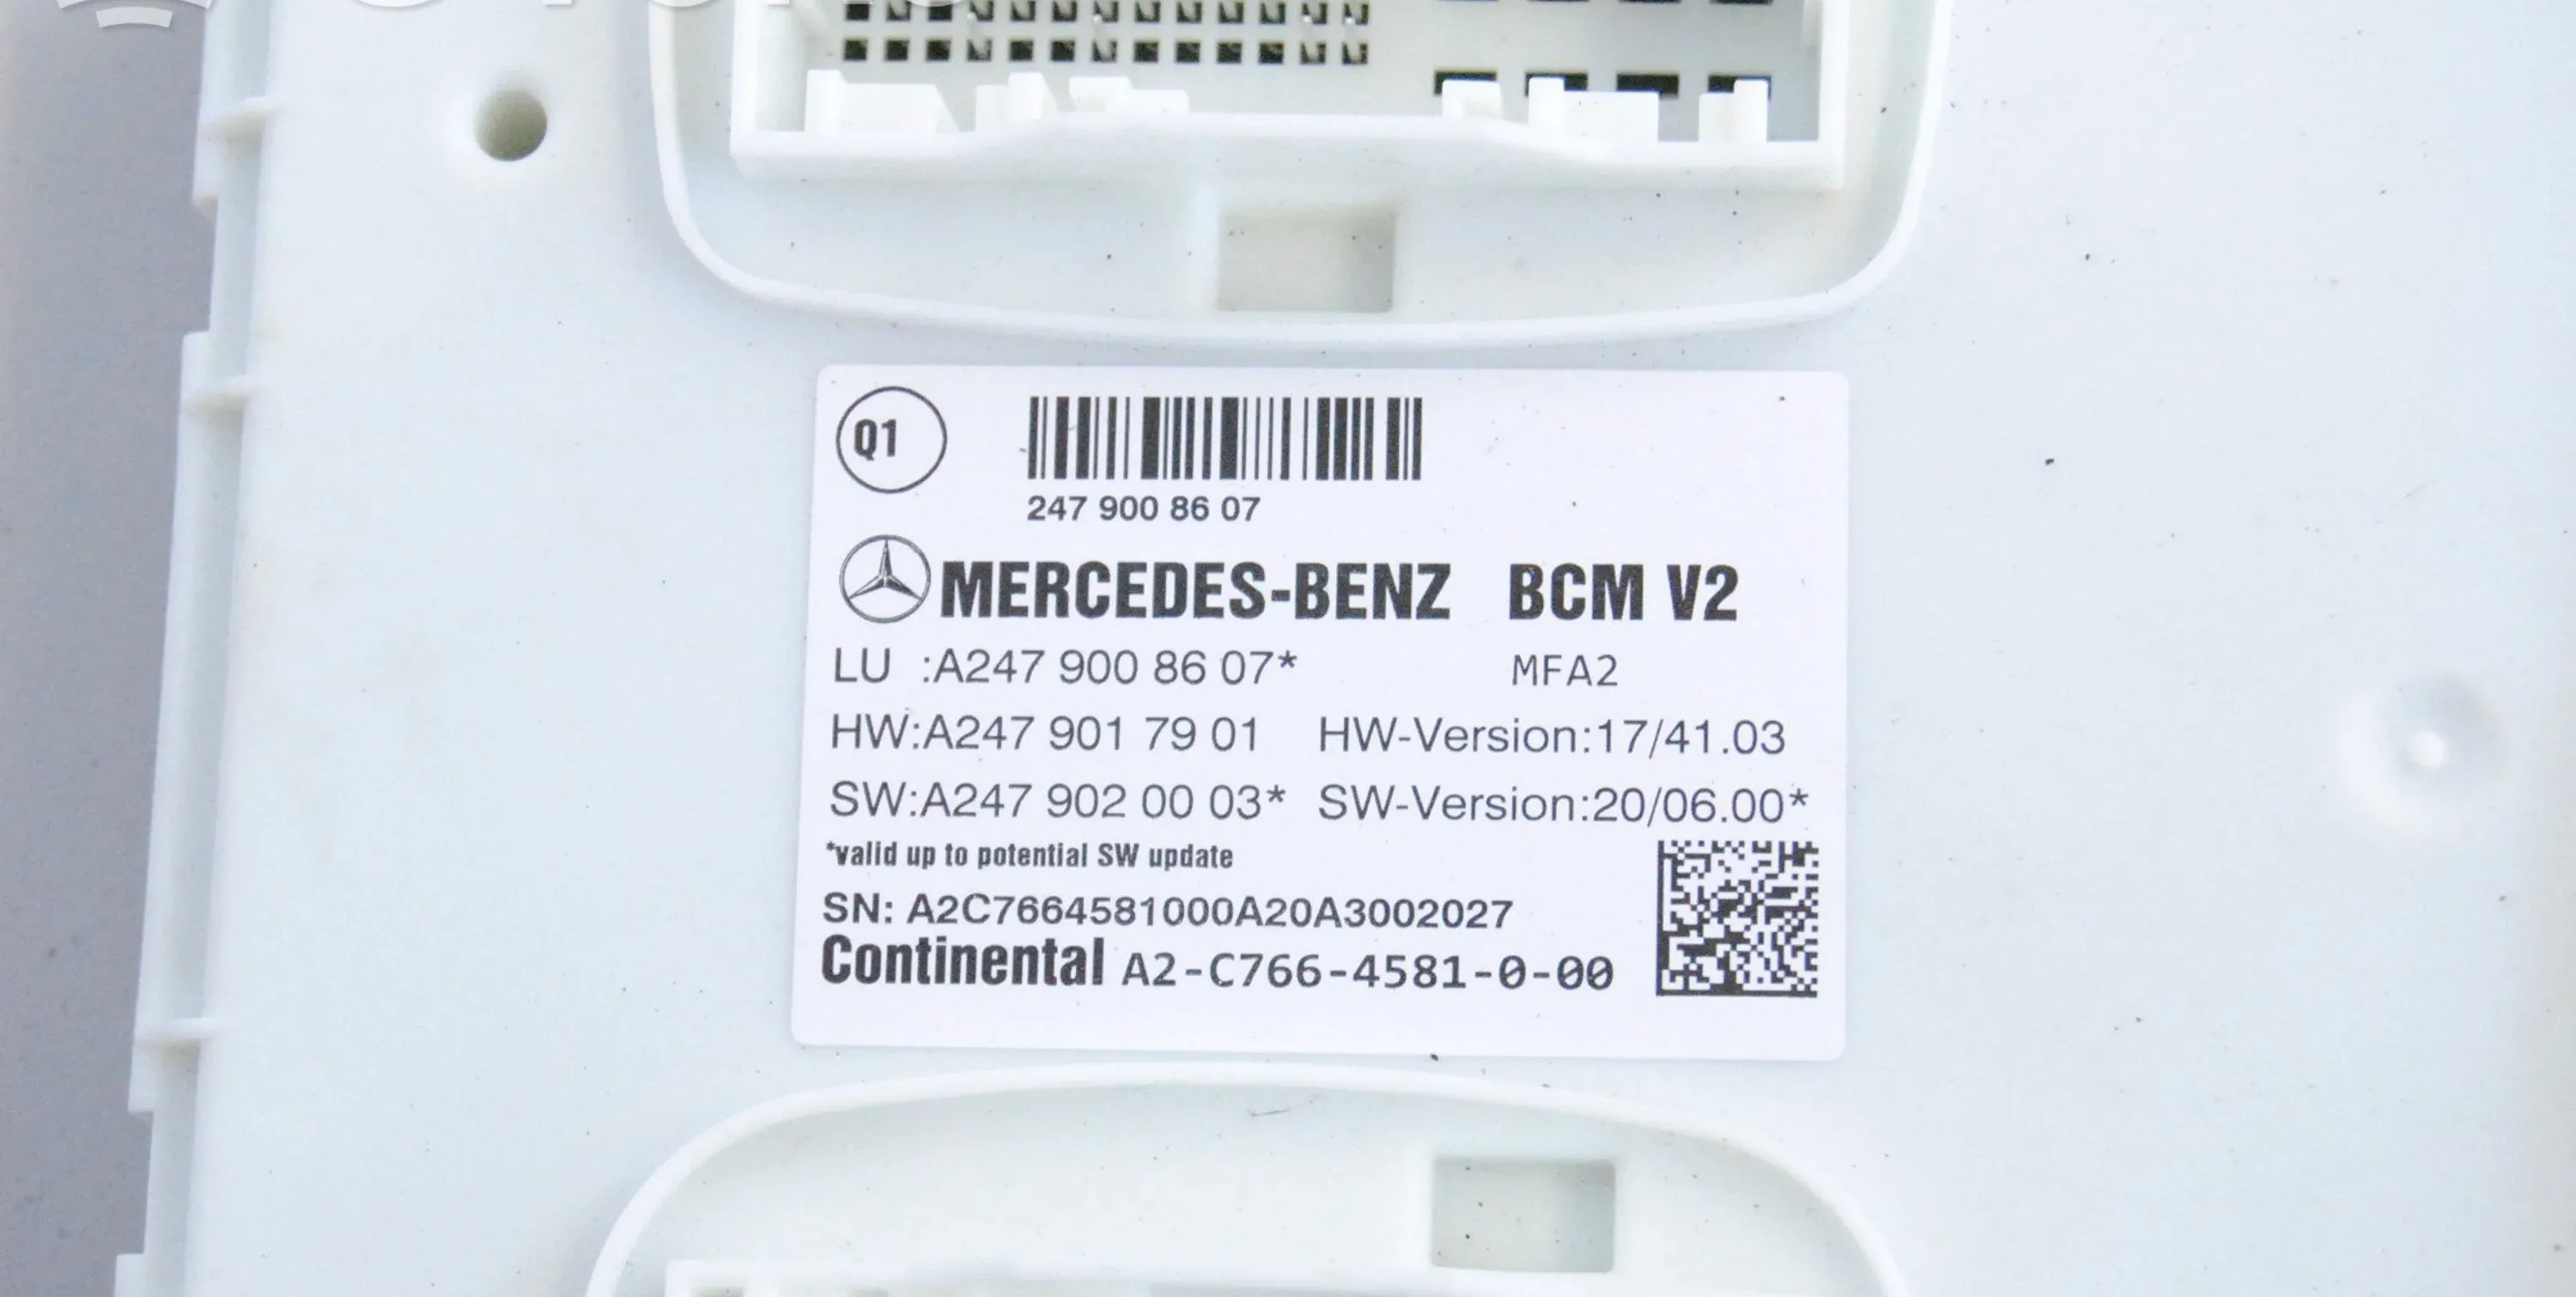 Q1
247 900 86 07
MERCEDES-BENZ BCM V2
LU :A247 900 86 07* MFA2
HW:A247 901 79 01 HW-Version:17/41.03
SW:A247 902 00 03* SW-Version:20/06.00*
*valid up to potential SW update
SN: A2C7664581000A20A3002027
Continental A2-C766-4581-0-00